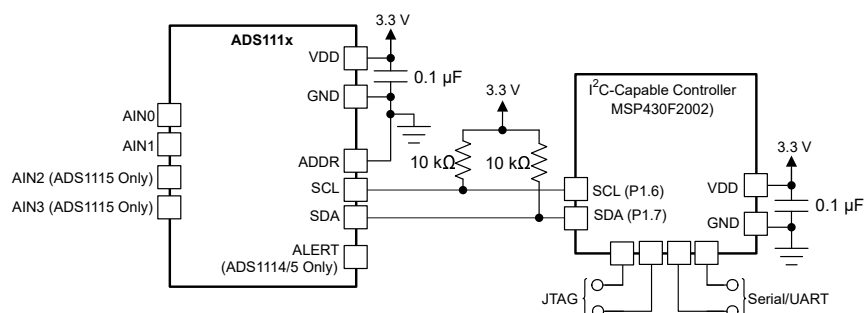 3.3 V
ADS111x
VDD
0.1 µF
GND
AIN0
AIN1
AIN2 (ADS1115 Only)
AIN3 (ADS1115 Only)
ADDR
SCL
SDA
ALERT
(ADS1114/5 Only)
3.3 V
10 kΩ
10 kΩ
I²C-Capable Controller
MSP430F2002)
SCL (P1.6)
SDA (P1.7)
3.3 V
VDD
0.1 µF
GND
JTAG
Serial/UART